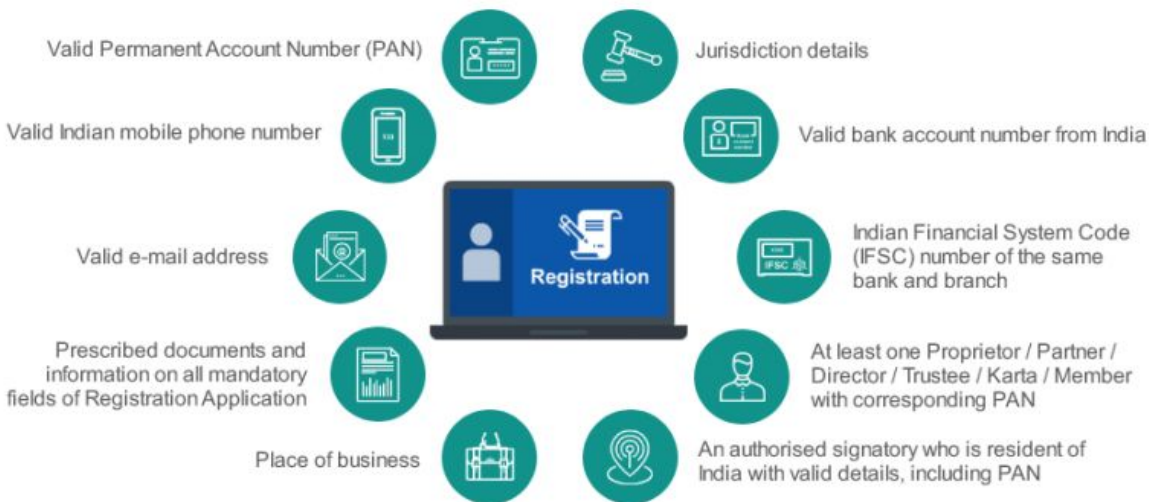 Valid Permanent Account Number (PAN)
Jurisdiction details
Valid Indian mobile phone number
Valid bank account number from India
Valid e-mail address
Registration
Indian Financial System Code
(IFSC) number of the same
bank and branch
IFSC
Prescribed documents and
information on all mandatory
fields of Registration Application
At least one Proprietor / Partner /
Director / Trustee / Karta / Member
with corresponding PAN
Place of business
An authorised signatory who is resident of
India with valid details, including PAN